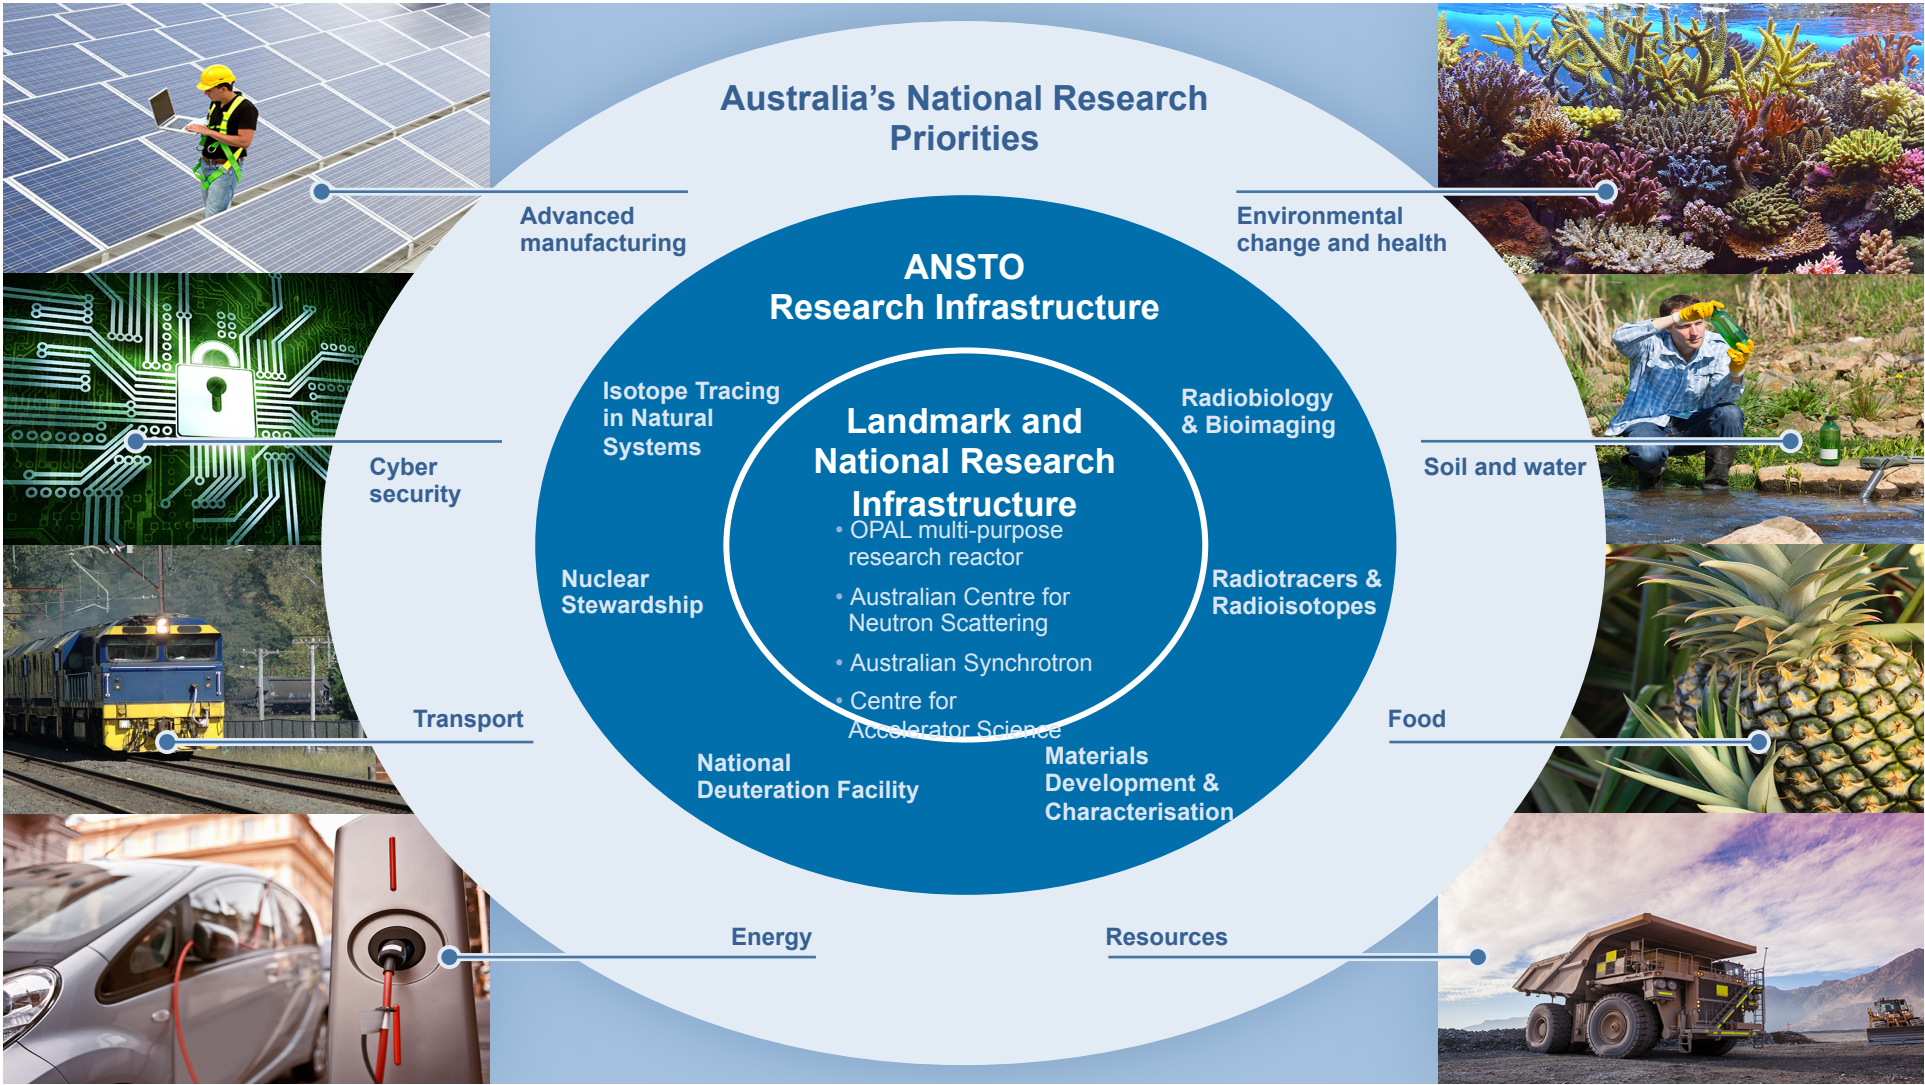 Australia’s National Research
Priorities
Advanced
manufacturing
Environmental
change and health
ANSTO
Research Infrastructure
Isotope Tracing
in Natural
Systems
Radiobiology
& Bioimaging
Landmark and
National Research
Infrastructure
• OPAL multi-purpose
research reactor
• Australian Centre for
Neutron Scattering
• Australian Synchrotron
• Centre for
Accelerator Science
Cyber
security
Soil and water
Nuclear
Stewardship
Radiotracers &
Radioisotopes
Transport
Food
National
Deuteration Facility
Materials
Development &
Characterisation
Energy
Resources